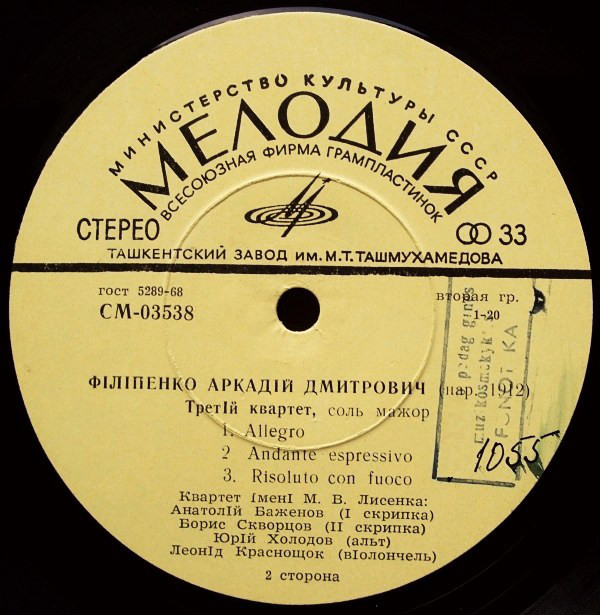 МИНИСТЕРСТВО КУЛЬТУРЫ СССР
МЕЛОДИЯ
ВСЕСОЮЗНАЯ ФИРМА ГРАМПЛАСТИНОК
СТЕРЕО
33
ТАШКЕНТСКИЙ ЗАВОД ИМ. М. Т. ТАШМУХАМЕДОВА
гост 5289-68
вторая гр.
СМ-03538
1-20
ФІЛІПЕНКО АРКАДІЙ ДМИТРОВИЧ (нар. 1912)
ТретІй квартет, соль мажор
1. Allegro
2 Andante espressivo
3. Risoluto con fuoco
Квартет ІменІ М. В. Лисенка:
АнатолІй Баженов (І скрипка)
Борис Скворцов (ІІ скрипка)
ЮрІй Холодов (альт)
ЛеонІд Краснощок (вІолончель)
2 сторона
1055